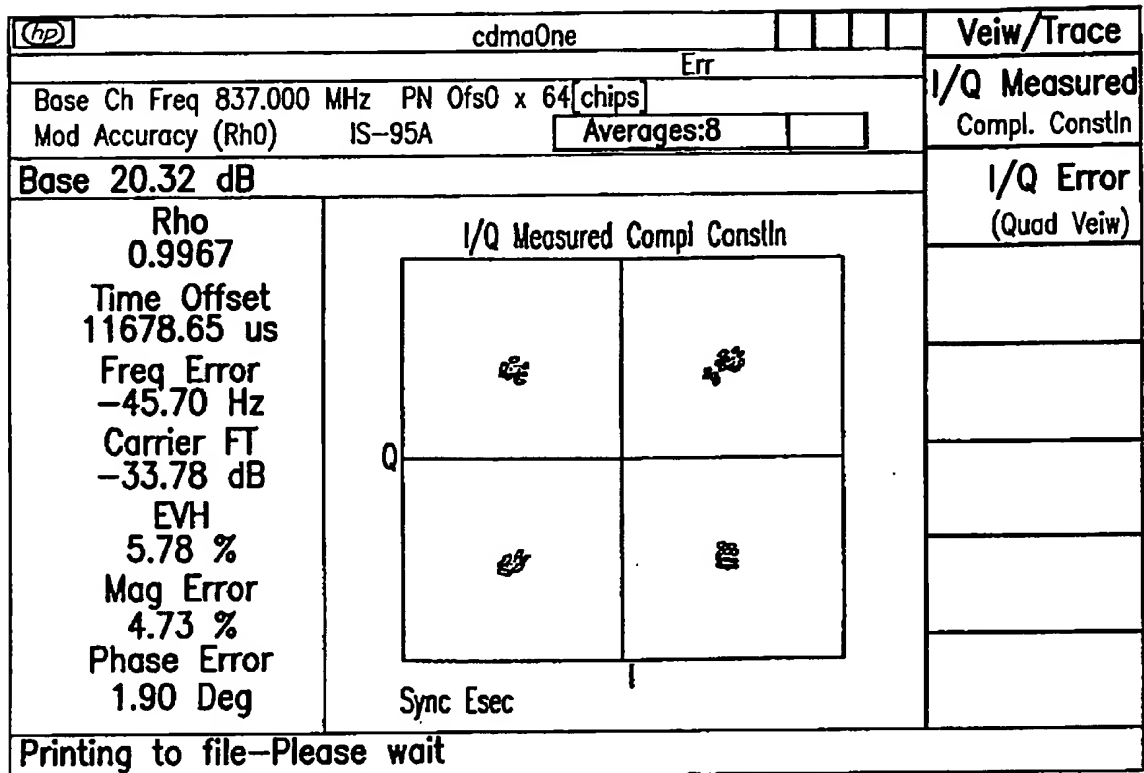 hp
cdmaOne
Err
Base Ch Freq 837.000 MHz PN Ofs0 x 64[chips]
Mod Accuracy (Rh0) IS-95A Averages:8
Base 20.32 dB
Rho
0.9967
Time Offset
11678.65 us
Freq Error
-45.70 Hz
Carrier FT
-33.78 dB
EVH
5.78 %
Mag Error
4.73 %
Phase Error
1.90 Deg
I/Q Measured Compl Constln
Q
I
Sync Esec
Printing to file-Please wait
Veiw/Trace
I/Q Measured
Compl. Constln
I/Q Error
(Quad Veiw)